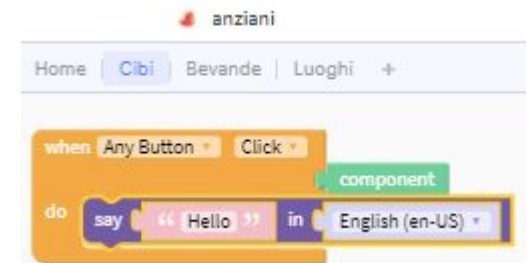 anziani
Home | Cibi | Bevande | Luoghi +
when Any Button Click
component
do say “ Hello ” in English (en-US)